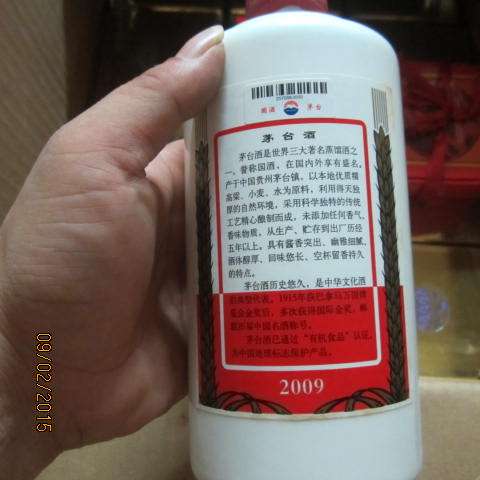 国酒 茅台
茅台酒
茅台酒是世界三大著名蒸馏酒之
一、誉称国酒，在国内外享有盛名。
产于中国贵州茅台镇，以本地优质精
高粱、小麦、水为原料，利用得天独
厚的自然环境，采用科学独特的传统
工艺精心酿制而成，未添加任何香气、
香味物质。从生产、贮存到出厂历经
五年以上。具有酱香突出、幽雅细腻、
酒体醇厚、回味悠长、空杯留香持久
的特点。
茅台酒历史悠久，是中华文化酒
的典型代表。1915年获巴拿马万国博
览会金奖后，多次获得国际金奖，蝉
联历届中国名酒称号。
茅台酒已通过“有机食品”认证，
为中国地理标志保护产品。
2009
09/02/2015